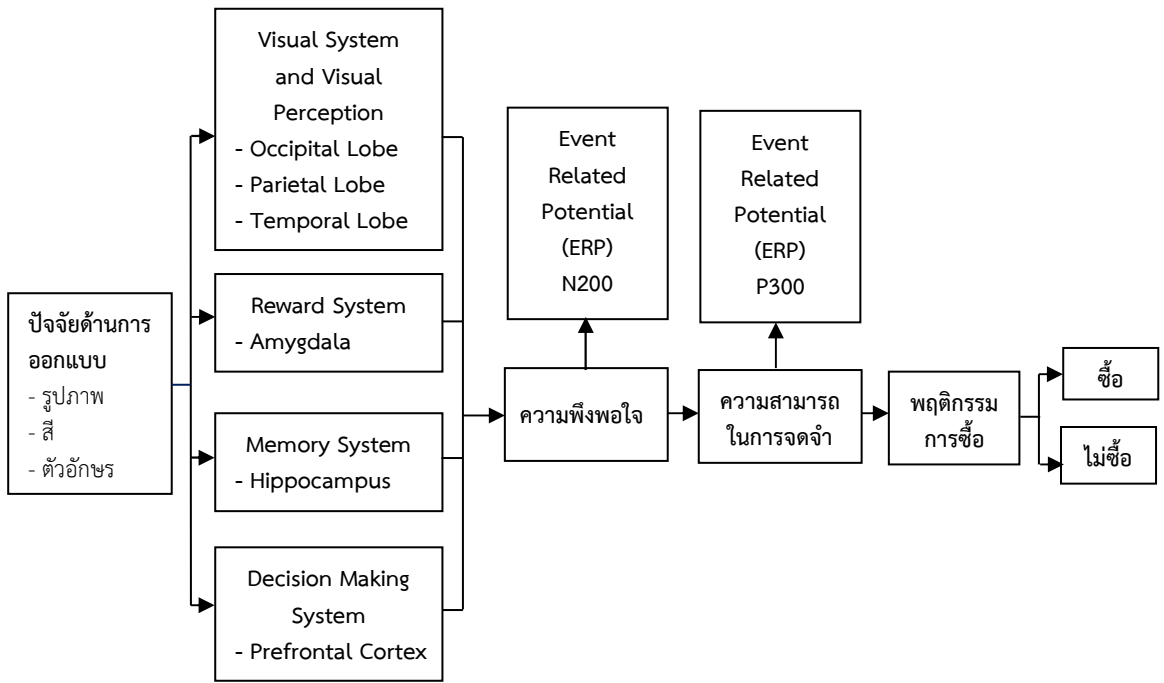 ปัจจัยด้านการ
ออกแบบ
- รูปภาพ
- สี
- ตัวอักษร
Visual System
and Visual
Perception
- Occipital Lobe
- Parietal Lobe
- Temporal Lobe
Reward System
- Amygdala
Memory System
- Hippocampus
Decision Making
System
- Prefrontal Cortex
Event
Related
Potential
(ERP)
N200
ความพึงพอใจ
Event
Related
Potential
(ERP)
P300
ความสามารถ
ในการจดจำ
พฤติกรรม
การซื้อ
ซื้อ
ไม่ซื้อ